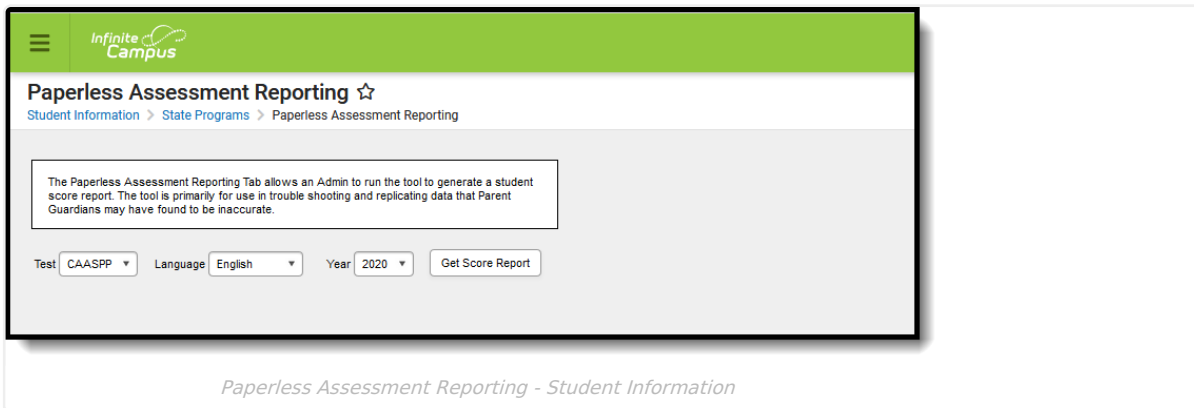 Infinite
Campus
Paperless Assessment Reporting
Student Information > State Programs > Paperless Assessment Reporting
The Paperless Assessment Reporting Tab allows an Admin to run the tool to generate a student
score report. The tool is primarily for use in trouble shooting and replicating data that Parent
Guardians may have found to be inaccurate.
Test CAASPP Language English Year 2020 Get Score Report
Paperless Assessment Reporting - Student Information